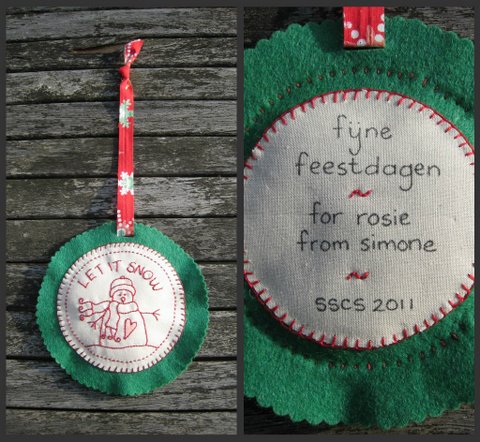 LET IT SNOW
fijne
feestdagen
for rosie
from simone
SSCS 2011